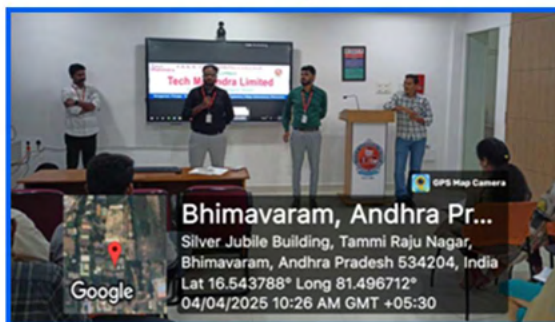 Tech Mahindra Limited
GPS Map Camera
Bhimavaram, Andhra Pr...
Silver Jubile Building, Tammi Raju Nagar,
Bhimavaram, Andhra Pradesh 534204, India
Lat 16.543788° Long 81.496712°
04/04/2025 10:26 AM GMT +05:30
Google